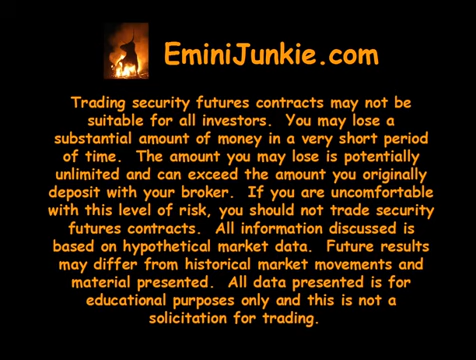 EminiJunkie.com
Trading security futures contracts may not be
suitable for all investors. You may lose a
substantial amount of money in a very short period
of time. The amount you may lose is potentially
unlimited and can exceed the amount you originally
deposit with your broker. If you are uncomfortable
with this level of risk, you should not trade security
futures contracts. All information discussed is
based on hypothetical market data. Future results
may differ from historical market movements and
material presented. All data presented is for
educational purposes only and this is not a
solicitation for trading.